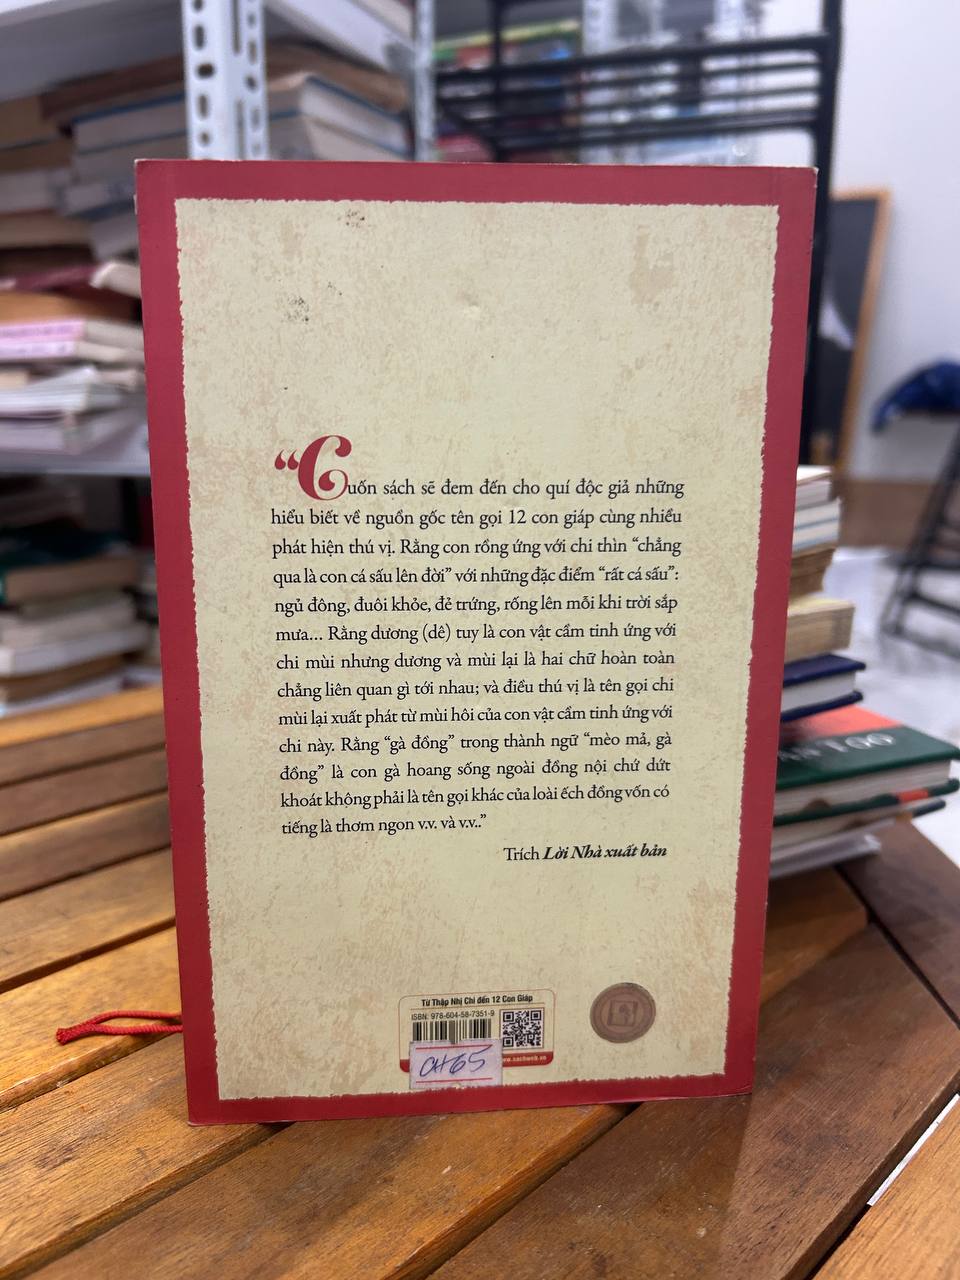 “Cuốn sách sẽ đem đến cho quí độc giả những
hiểu biết về nguồn gốc tên gọi 12 con giáp cùng nhiều
phát hiện thú vị. Rằng con rồng ứng với chi thìn “chẳng
qua là con cá sấu lên đời” với những đặc điểm “rất cá sấu”:
ngủ đông, đuôi khỏe, đẻ trứng, rống lên mỗi khi trời sắp
mưa... Rằng dương (dê) tuy là con vật cầm tinh ứng với
chi mùi nhưng dương và mùi lại là hai chữ hoàn toàn
chẳng liên quan gì tới nhau; và điều thú vị là tên gọi chi
mùi lại xuất phát từ mùi hôi của con vật cầm tinh ứng với
chi này. Rằng “gà đồng” trong thành ngữ “mèo mả, gà
đồng” là con gà hoang sống ngoài đồng nội chứ dứt
khoát không phải là tên gọi khác của loài ếch đồng vốn có
tiếng là thơm ngon v.v. và v.v..”
Trích Lời Nhà xuất bản
Từ Thập Nhị Chi đến 12 Con Giáp
ISBN: 978-604-58-7351-9
www.sachweb.vn
CH65